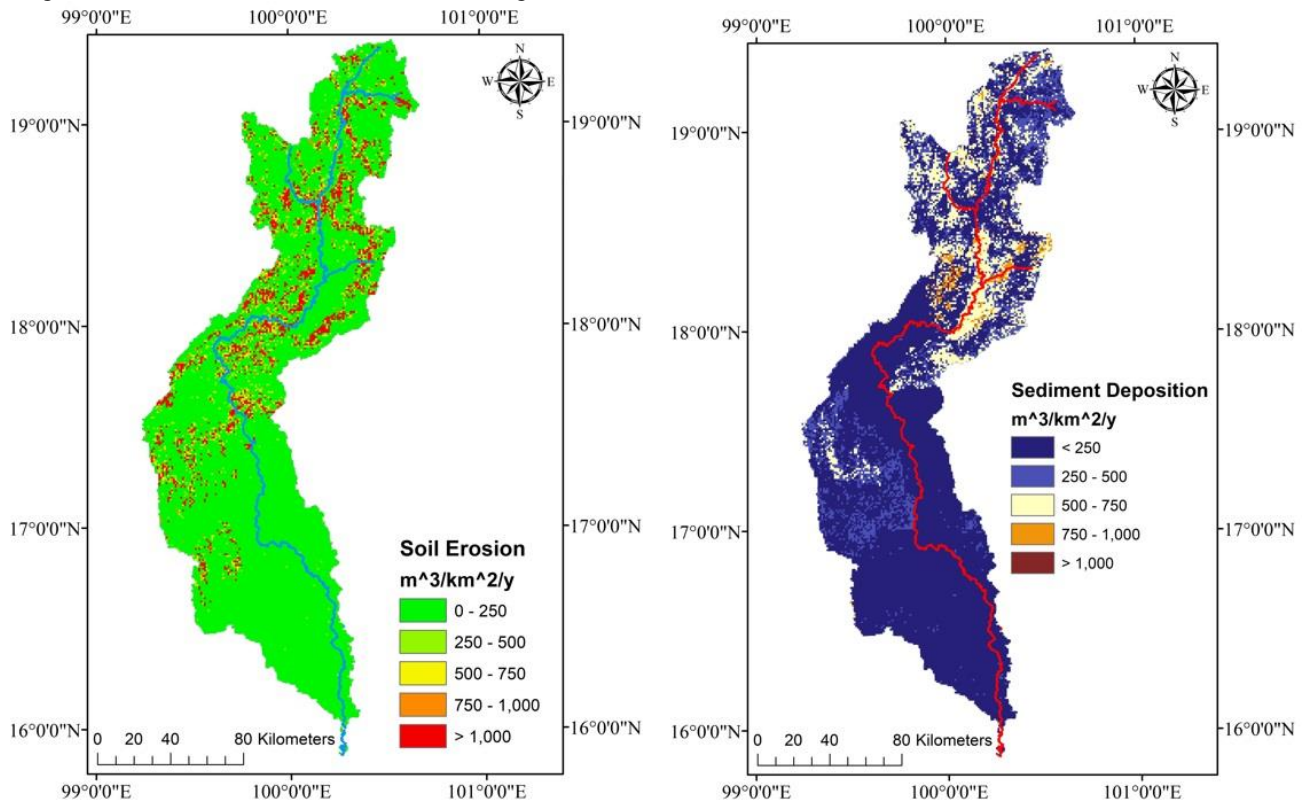 99°0'0"E 100°0'0"E 101°0'0"E
N
W E
S
19°0'0"N 19°0'0"N
18°0'0"N 18°0'0"N
17°0'0"N 17°0'0"N
16°0'0"N 16°0'0"N
Soil Erosion
m^3/km^2/y
0 - 250
250 - 500
500 - 750
750 - 1,000
> 1,000
0 20 40 80 Kilometers
99°0'0"E 100°0'0"E 101°0'0"E
99°0'0"E 100°0'0"E 101°0'0"E
N
W E
S
19°0'0"N 19°0'0"N
18°0'0"N 18°0'0"N
Sediment Deposition
m^3/km^2/y
< 250
250 - 500
500 - 750
750 - 1,000
> 1,000
17°0'0"N 17°0'0"N
16°0'0"N 16°0'0"N
0 20 40 80 Kilometers
99°0'0"E 100°0'0"E 101°0'0"E